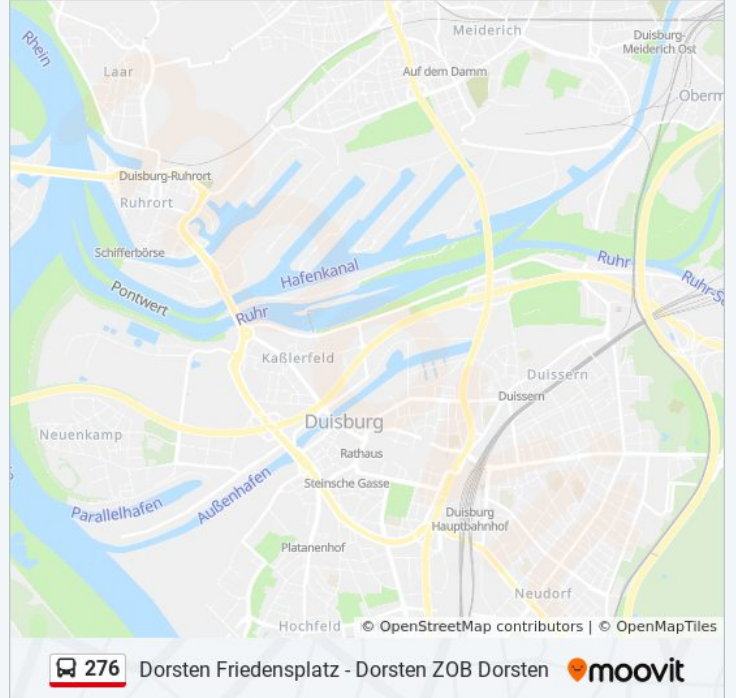 Rhein
Meiderich
Duisburg-
Meiderich Ost
Laar
Auf dem Damm
Duisburg-Ruhrort
Ruhrort
Schifferbörse
Hafenkanal
Ruhr
Pontwert
Ruhr
Kaßlerfeld
Duissern
Duissern
Duisburg
Neuenkamp
Rathaus
Steinsche Gasse
Parallelhafen
Außenhafen
Duisburg
Hauptbahnhof
Platanenhof
Neudorf
Hochfeld
© OpenStreetMap contributors | © OpenMapTiles
276 Dorsten Friedensplatz - Dorsten ZOB Dorsten moovit